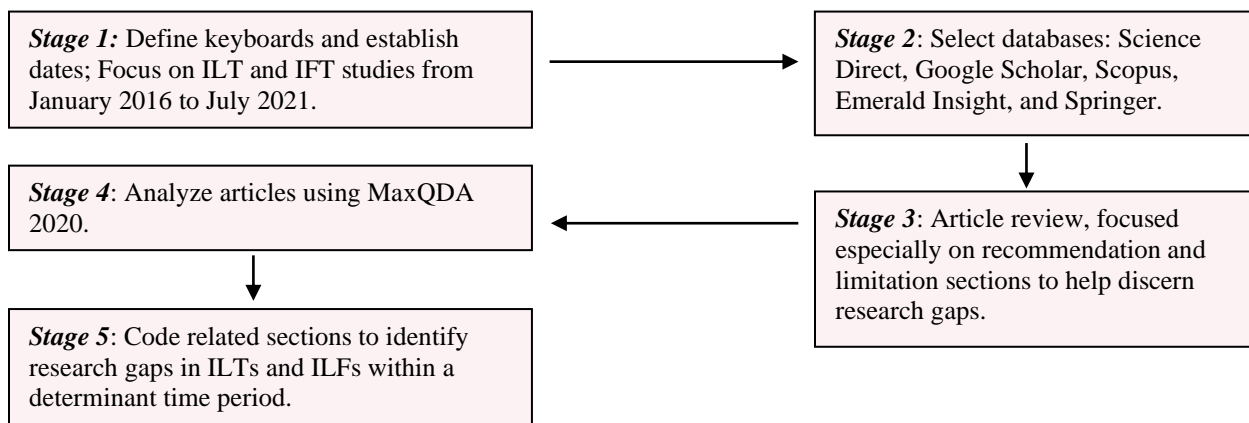 Stage 1: Define keyboards and establish
dates; Focus on ILT and IFT studies from
January 2016 to July 2021.
Stage 2: Select databases: Science
Direct, Google Scholar, Scopus,
Emerald Insight, and Springer.
Stage 3: Article review, focused
especially on recommendation and
limitation sections to help discern
research gaps.
Stage 4: Analyze articles using MaxQDA
2020.
Stage 5: Code related sections to identify
research gaps in ILTs and ILFs within a
determinant time period.